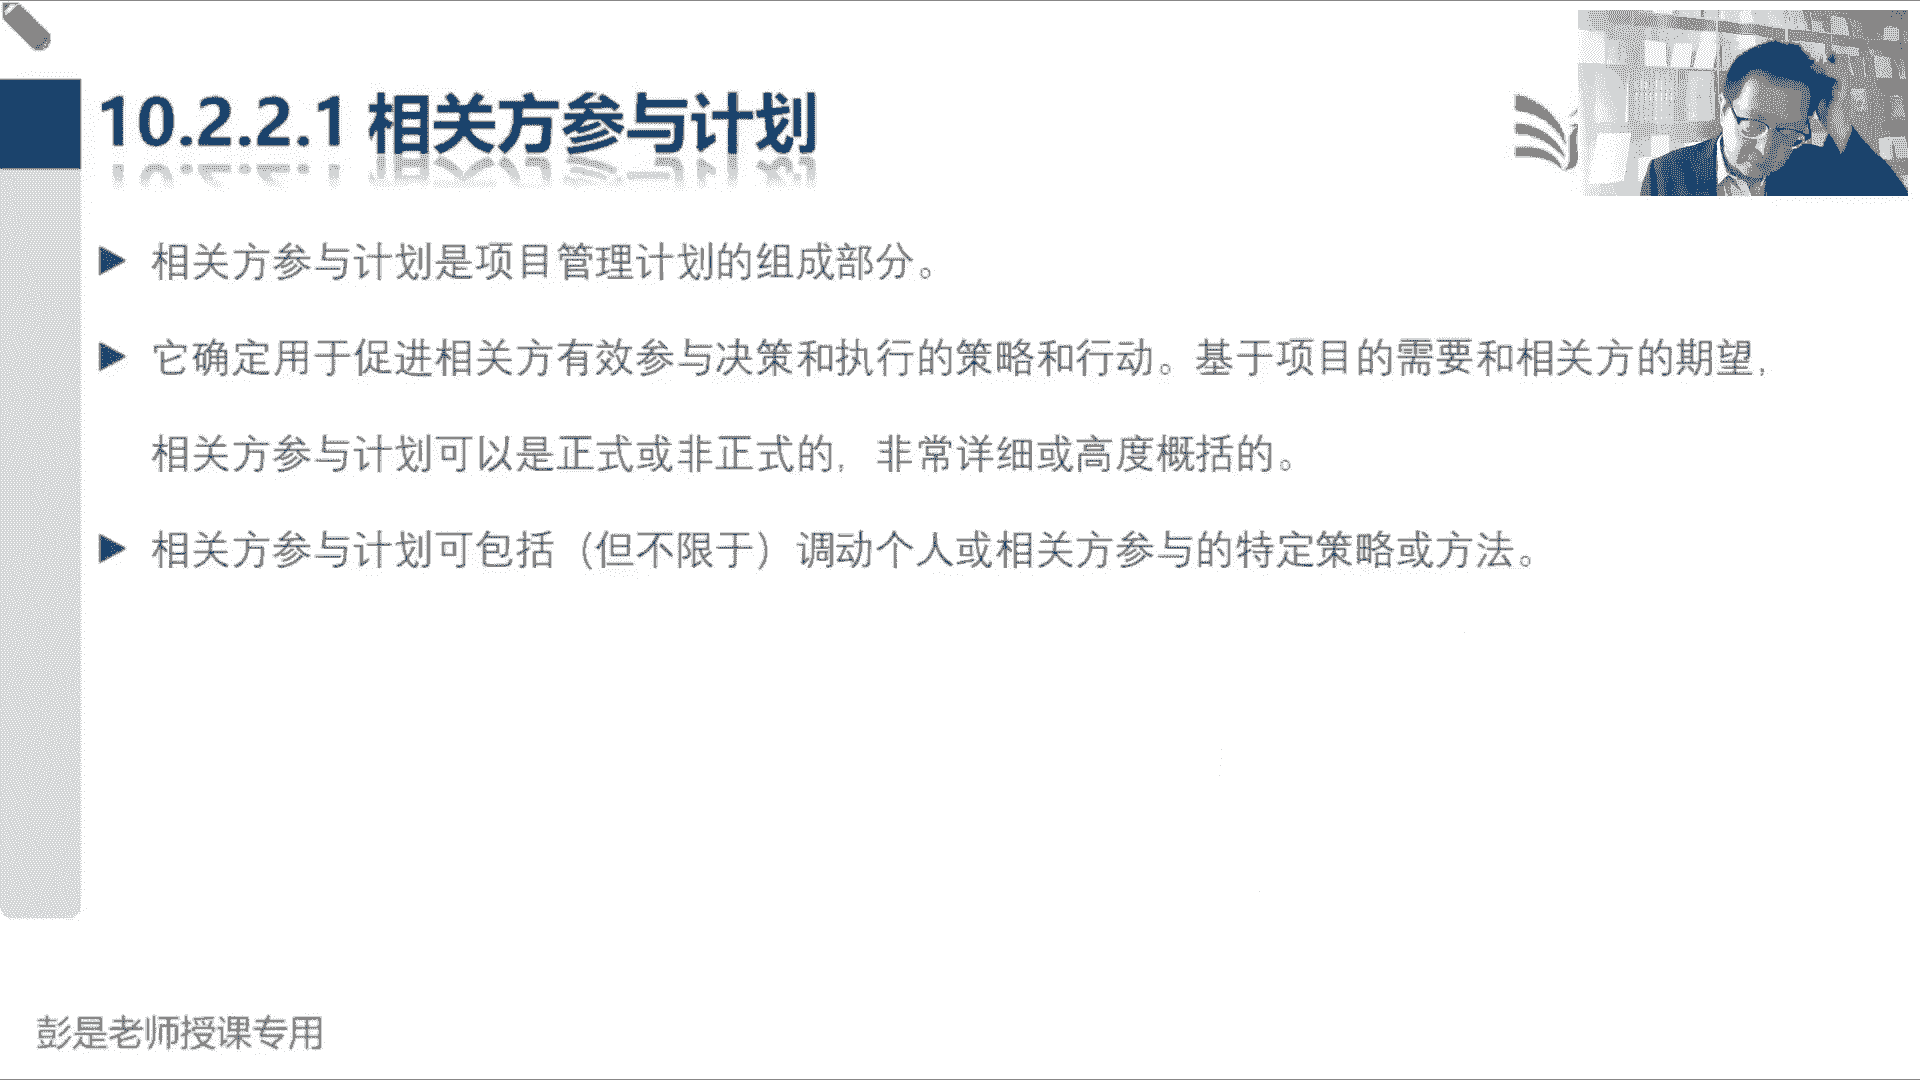 10.2.2.1 相关方参与计划
相关方参与计划是项目管理计划的组成部分。
它确定用于促进相关方有效参与决策和执行的策略和行动。基于项目的需要和相关方的期望，
相关方参与计划可以是正式或非正式的，非常详细或高度概括的。
相关方参与计划可包括（但不限于）调动个人或相关方参与的特定策略或方法。
彭是老师授课专用